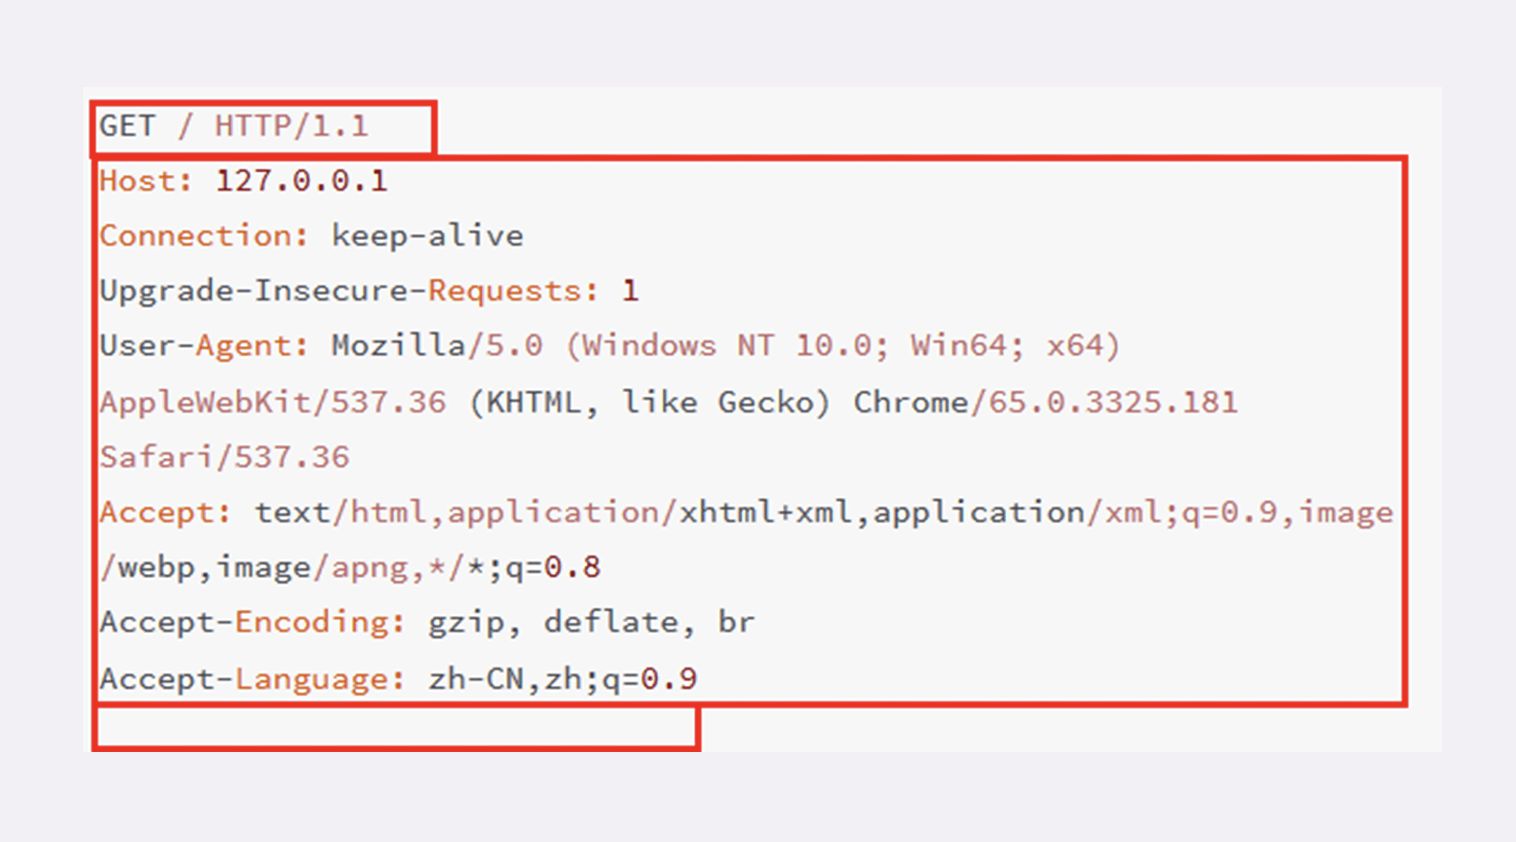 GET / HTTP/1.1
Host: 127.0.0.1
Connection: keep-alive
Upgrade-Insecure-Requests: 1
User-Agent: Mozilla/5.0 (Windows NT 10.0; Win64; x64)
AppleWebKit/537.36 (KHTML, like Gecko) Chrome/65.0.3325.181
Safari/537.36
Accept: text/html,application/xhtml+xml,application/xml;q=0.9,image
/webp,image/apng,*/*;q=0.8
Accept-Encoding: gzip, deflate, br
Accept-Language: zh-CN,zh;q=0.9